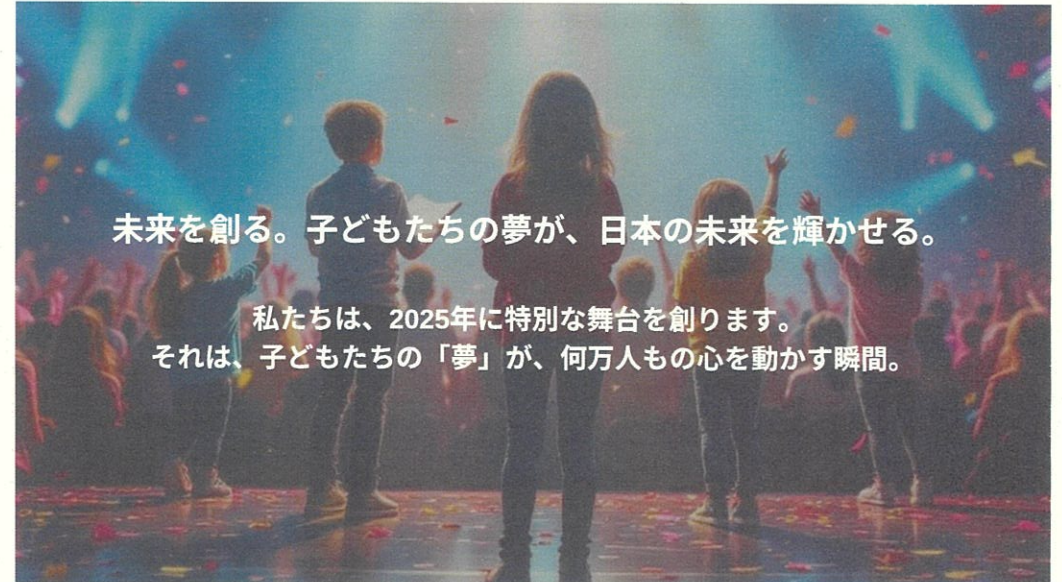 未来を創る。子どもたちの夢が、日本の未来を輝かせる。
私たちは、2025年に特別な舞台を創ります。
それは、子どもたちの「夢」が、何万人もの心を動かす瞬間。